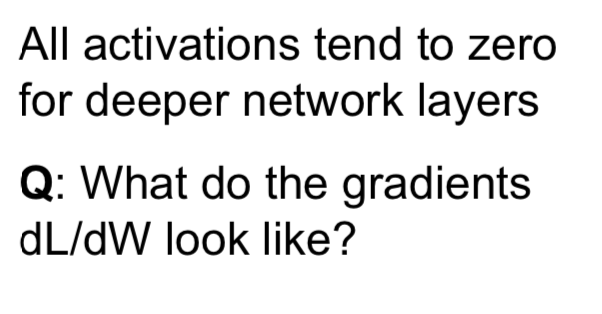 All activations tend to zero
for deeper network layers
Q: What do the gradients
dL/dW look like?